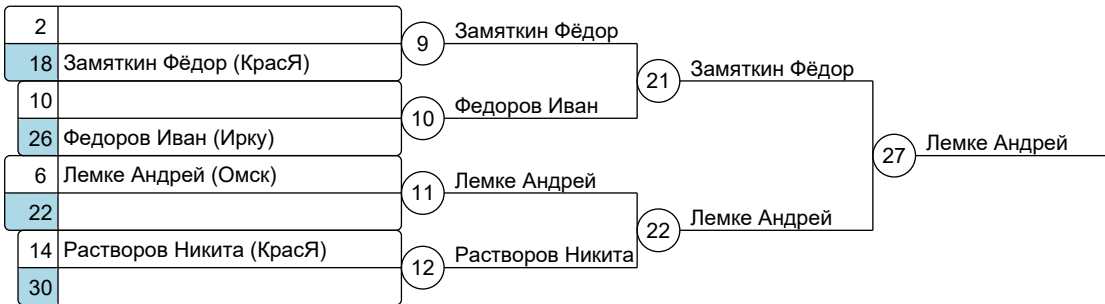 2
9 Замяткин Фёдор
18 Замяткин Фёдор (КрасЯ)
21 Замяткин Фёдор
10
10 Федоров Иван
26 Федоров Иван (Ирку)
27 Лемке Андрей
6 Лемке Андрей (Омск)
11 Лемке Андрей
22
22 Лемке Андрей
14 Растворов Никита (КрасЯ)
12 Растворов Никита
30